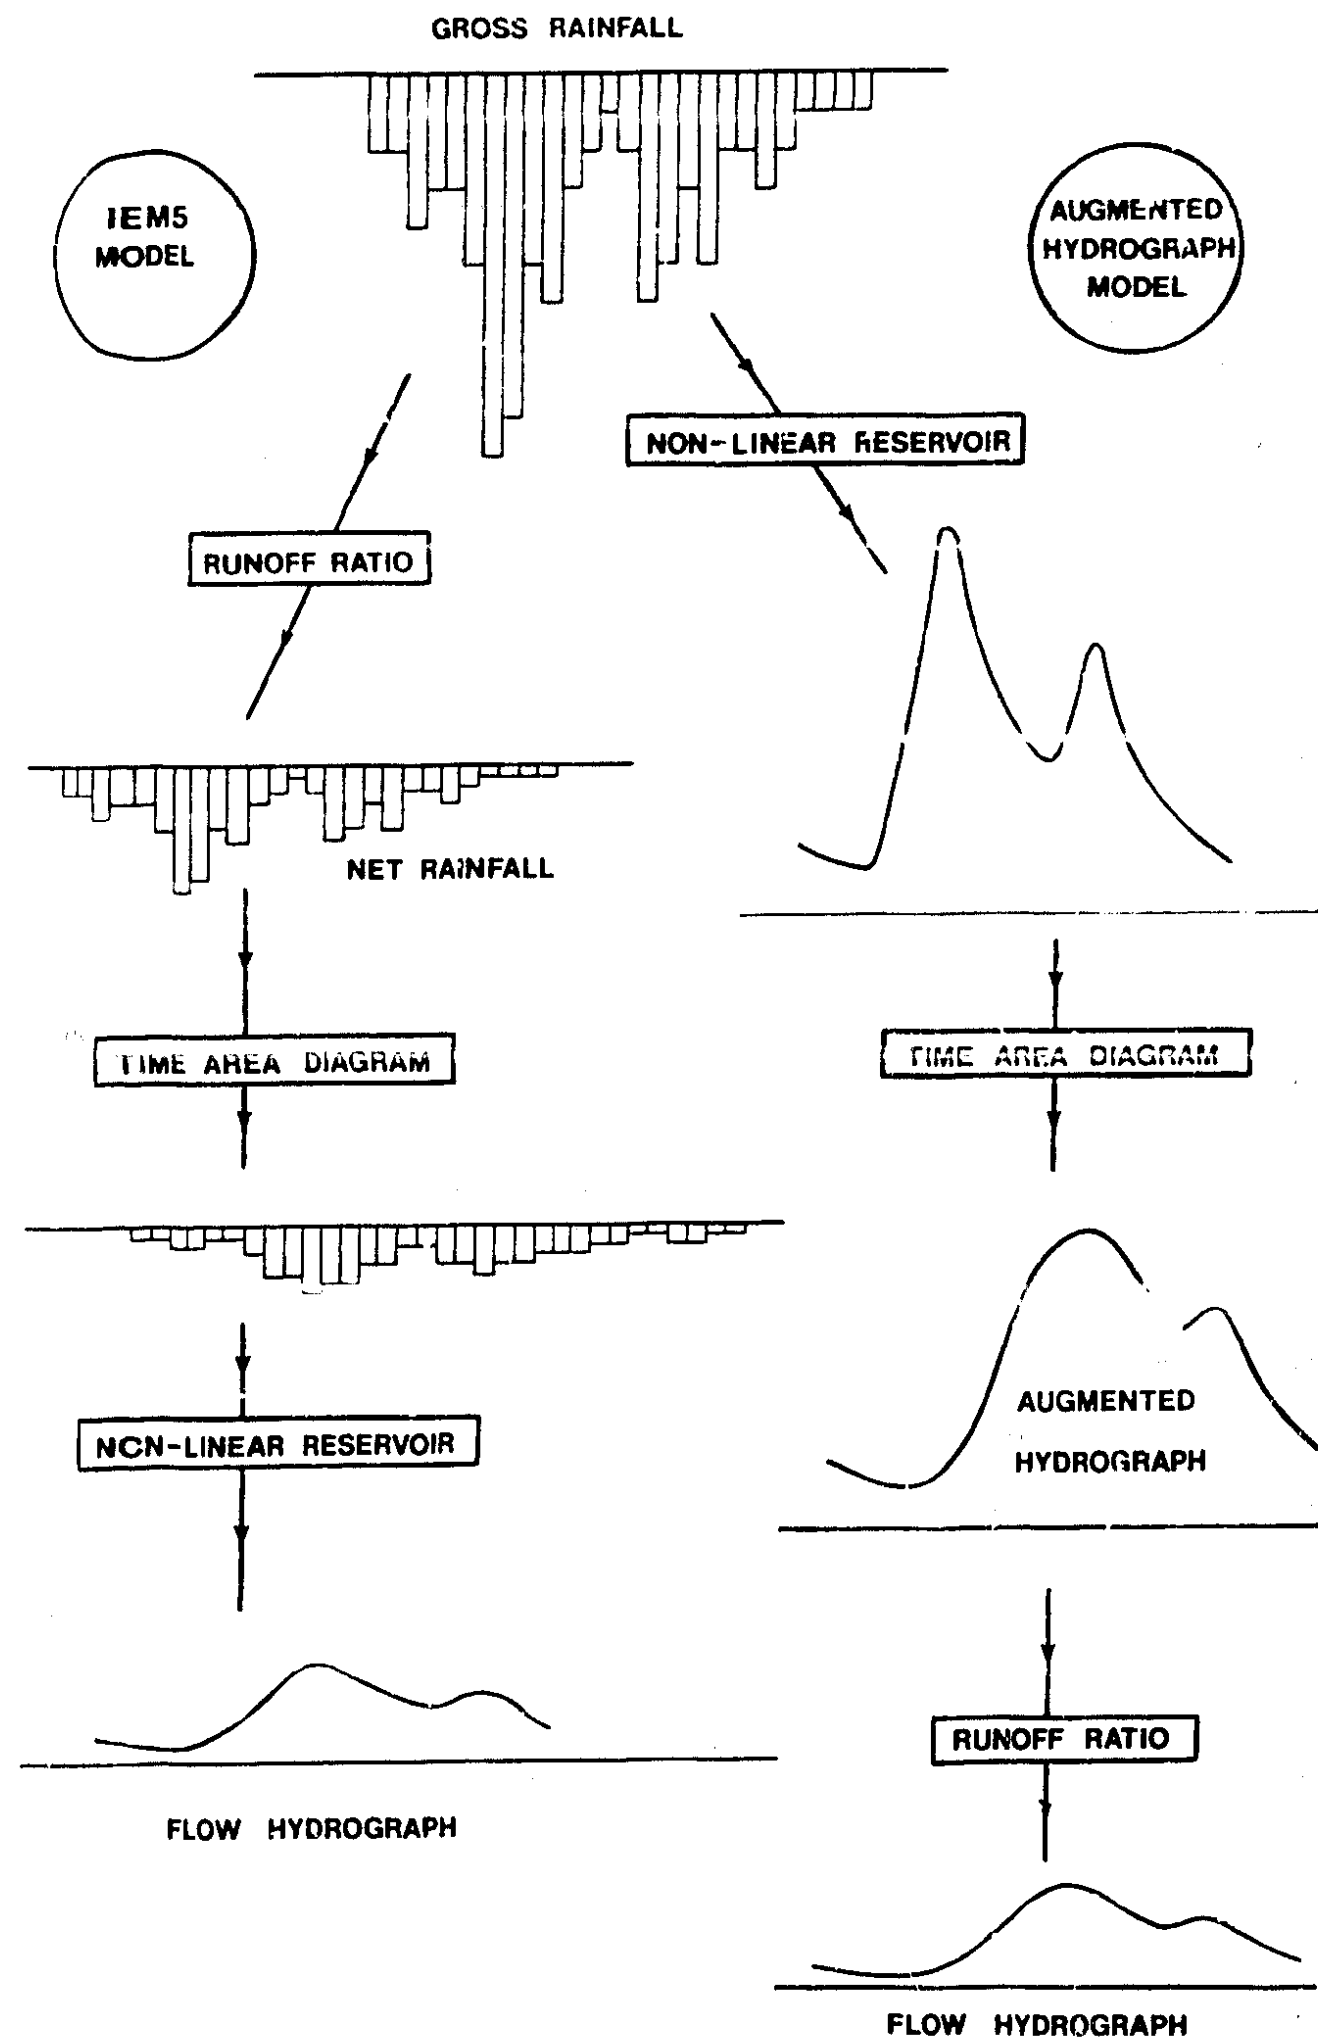 GROSS RAINFALL
IEM5
MODEL
AUGMENTED
HYDROGRAPH
MODEL
NON-LINEAR RESERVOIR
RUNOFF RATIO
NET RAINFALL
TIME AREA DIAGRAM
TIME AREA DIAGRAM
NON-LINEAR RESERVOIR
AUGMENTED
HYDROGRAPH
RUNOFF RATIO
FLOW HYDROGRAPH
FLOW HYDROGRAPH